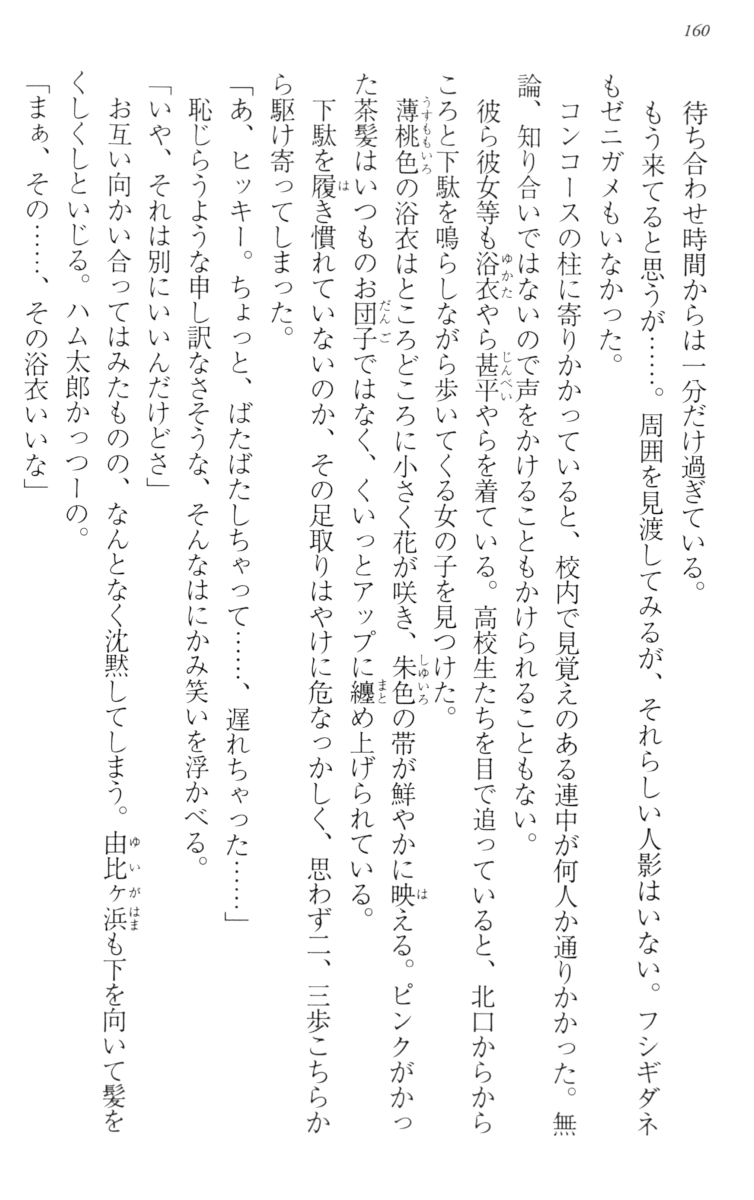 160
待ち合わせ時間からは一分だけ過ぎている。
もう来てると思うが……。周囲を見渡してみるが、それらしい人影はいない。フシギダネ
もゼニガメもいなかった。
コンコースの柱に寄りかかっていると、校内で見覚えのある連中が何人か通りかかった。無
論、知り合いではないので声をかけることもかけられることもない。
彼ら彼女等も浴衣やら甚平やらを着ている。高校生たちを目で追っていると、北口からから
ころと下駄を鳴らしながら歩いてくる女の子を見つけた。
薄桃色の浴衣はところどころに小さく花が咲き、朱色の帯が鮮やかに映える。ピンクがかっ
た茶髪はいつものお団子ではなく、くいっとアップに纏め上げられている。
下駄を履き慣れていないのか、その足取りはやけに危なっかしく、思わず二、三歩こちらか
ら駆け寄ってしまった。
「あ、ヒッキー。ちょっと、ばたばたしちゃって……、遅れちゃった……」
恥じらうような申し訳なさそうな、そんなはにかみ笑いを浮かべる。
「いや、それは別にいいんだけどさ」
お互い向かい合ってはみたものの、なんとなく沈黙してしまう。由比ヶ浜も下を向いて髪を
くしくしといじる。ハム太郎かっつーの。
「まぁ、その……、その浴衣いいな」